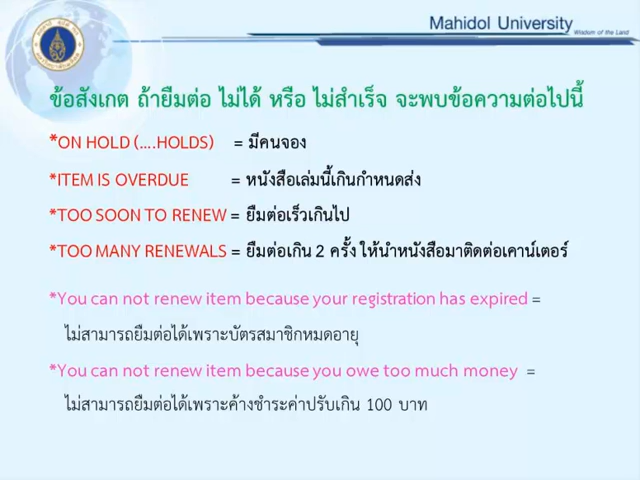 Mahidol University
Wisdom of the Land
ข้อสังเกต ถ้ายืมต่อ ไม่ได้ หรือ ไม่สำเร็จ จะพบข้อความต่อไปนี้
*ON HOLD (....HOLDS) = มีคนจอง
*ITEM IS OVERDUE = หนังสือเล่มนี้เกินกำหนดส่ง
*TOO SOON TO RENEW = ยืมต่อเร็วเกินไป
*TOO MANY RENEWALS = ยืมต่อเกิน 2 ครั้ง ให้นำหนังสือมาติดต่อเคาน์เตอร์
*You can not renew item because your registration has expired =
ไม่สามารถยืมต่อได้เพราะบัตรสมาชิกหมดอายุ
*You can not renew item because you owe too much money =
ไม่สามารถยืมต่อได้เพราะค้างชำระค่าปรับเกิน 100 บาท